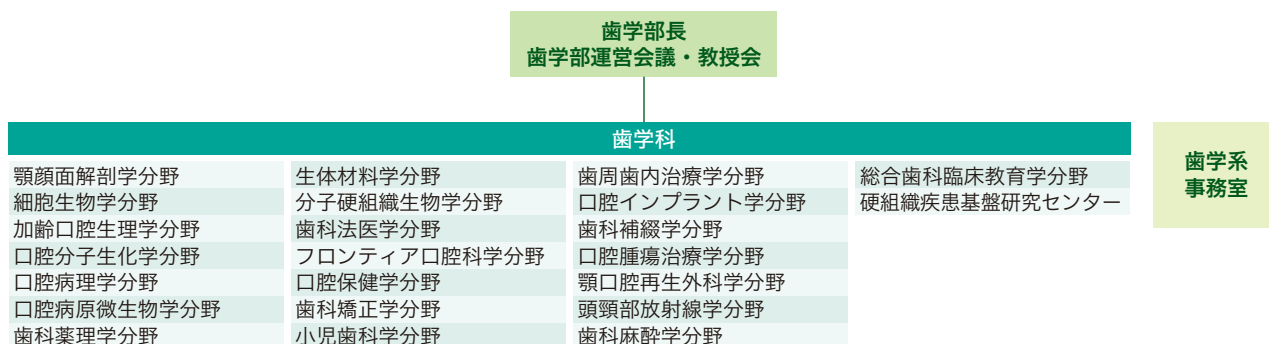 歯学部長
歯学部運営会議・教授会
歯学科
顎顔面解剖学分野
細胞生物学分野
加齢口腔生理学分野
口腔分子生化学分野
口腔病理学分野
口腔病原微生物学分野
歯科薬理学分野
生体材料学分野
分子硬組織生物学分野
歯科法医学分野
フロンティア口腔科学分野
口腔保健学分野
歯科矯正学分野
小児歯科学分野
歯周歯内治療学分野
口腔インプラント学分野
歯科補綴学分野
口腔腫瘍治療学分野
顎口腔再生外科学分野
頭頸部放射線学分野
歯科麻酔学分野
総合歯科臨床教育学分野
硬組織疾患基盤研究センター
歯学系
事務室